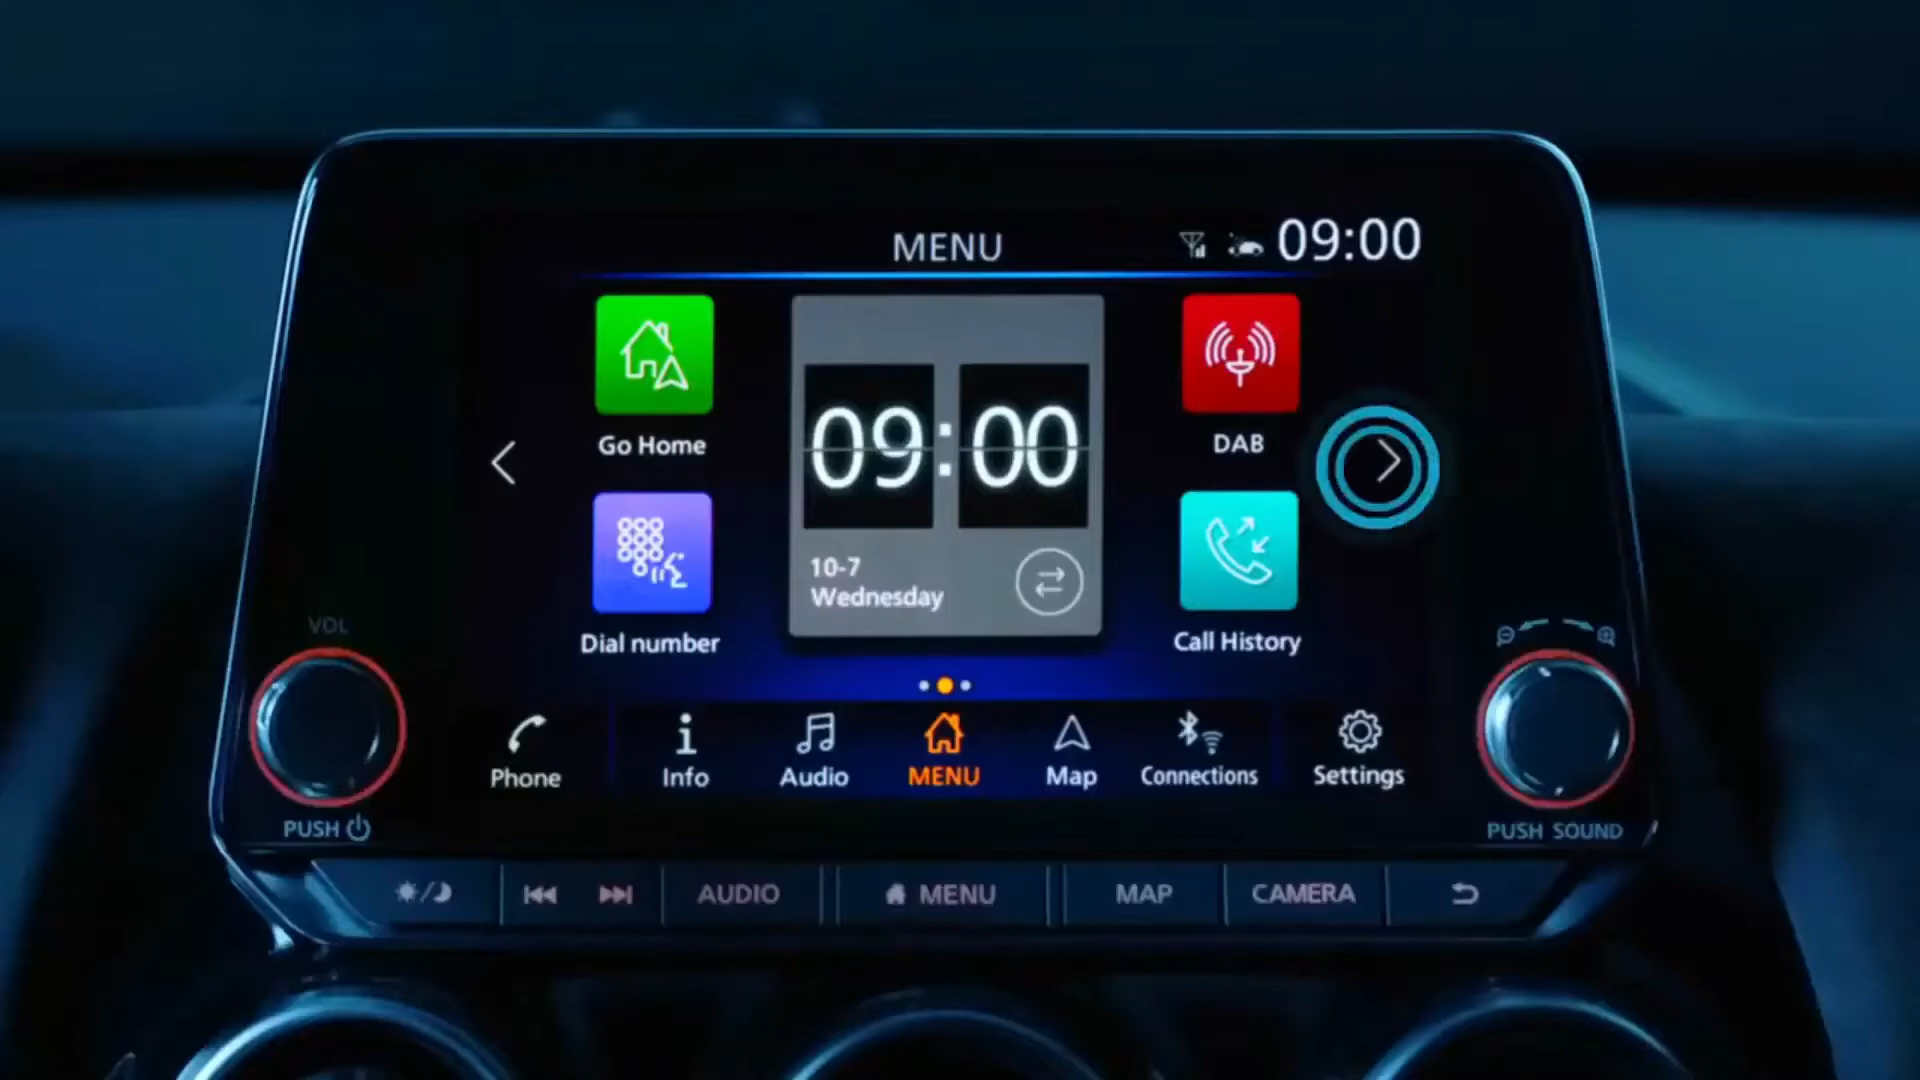 MENU
09:00
Go Home
09:00
DAB
10-7
Wednesday
Dial number
Call History
VOL
Phone
Info
Audio
MENU
Map
Connections
Settings
PUSH
PUSH SOUND
AUDIO
MENU
MAP
CAMERA